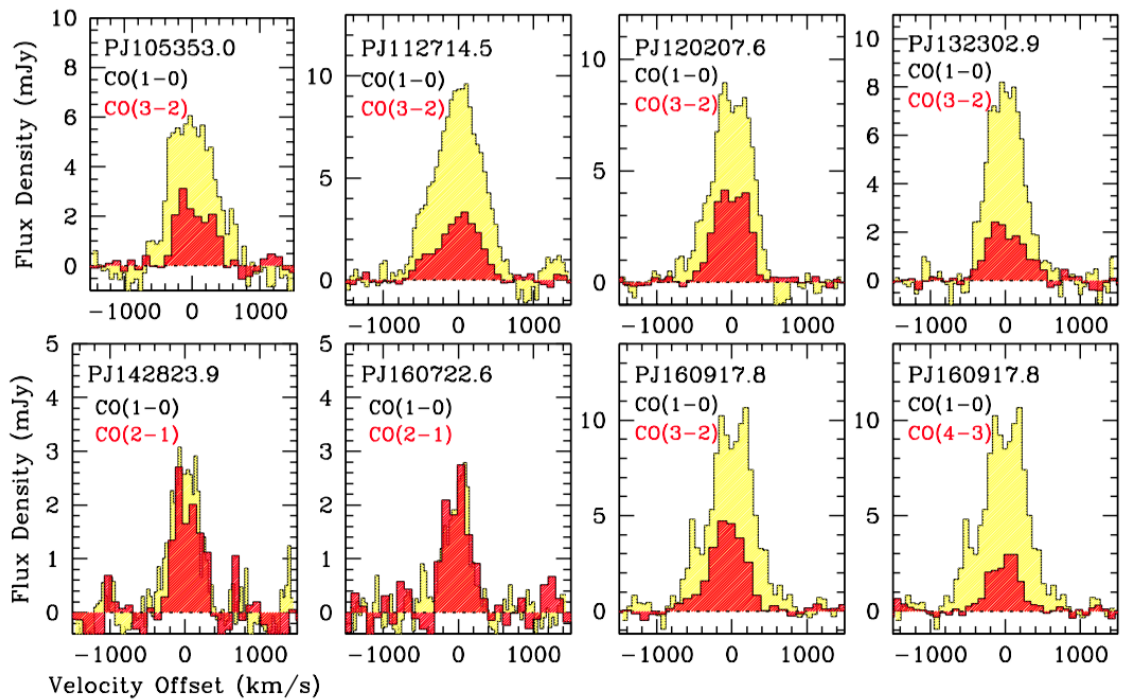 PJ105353.0
CO(1-0)
CO(3-2)
PJ112714.5
CO(1-0)
CO(3-2)
PJ120207.6
CO(1-0)
CO(3-2)
PJ132302.9
CO(1-0)
CO(3-2)
Flux Density (mJy)
10
8
6
4
2
0
10
5
0
10
5
0
10
8
6
4
2
0
-1000 0 1000
-1000 0 1000
-1000 0 1000
-1000 0 1000
PJ142823.9
CO(1-0)
CO(2-1)
PJ160722.6
CO(1-0)
CO(2-1)
PJ160917.8
CO(1-0)
CO(3-2)
PJ160917.8
CO(1-0)
CO(4-3)
Flux Density (mJy)
5
4
3
2
1
0
5
4
3
2
1
0
10
5
0
10
5
0
-1000 0 1000
-1000 0 1000
-1000 0 1000
-1000 0 1000
Velocity Offset (km/s)